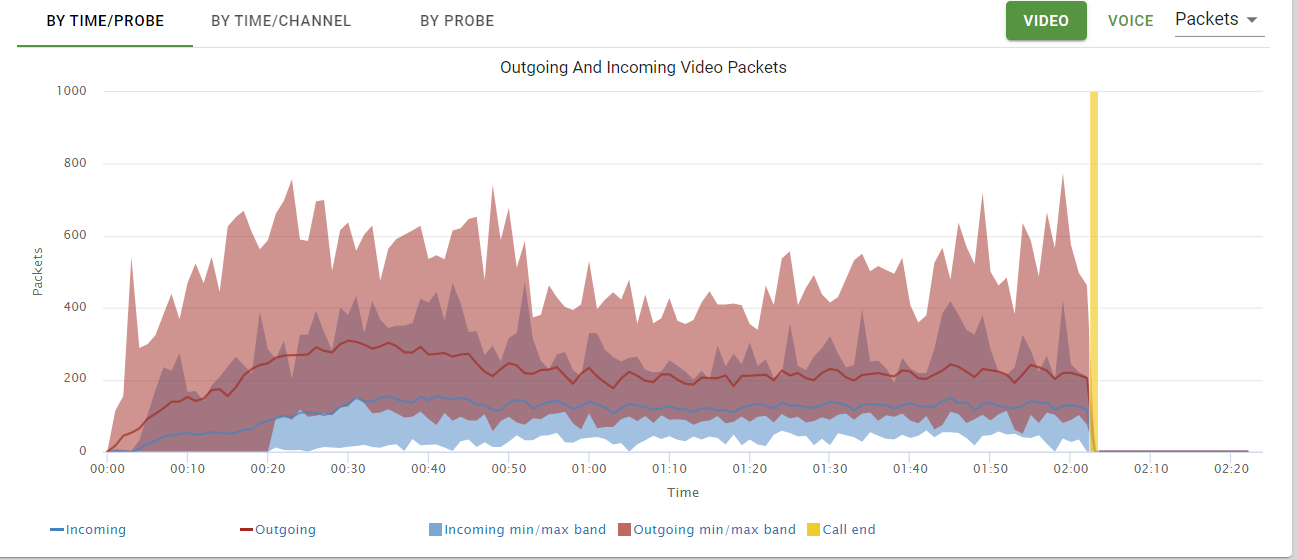 BY TIME/PROBE BY TIME/CHANNEL BY PROBE VIDEO VOICE Packets
Outgoing And Incoming Video Packets
1000
800
600
400
200
0
Packets
00:00 00:10 00:20 00:30 00:40 00:50 01:00 01:10 01:20 01:30 01:40 01:50 02:00 02:10 02:20
Time
Incoming Outgoing Incoming min/max band Outgoing min/max band Call end